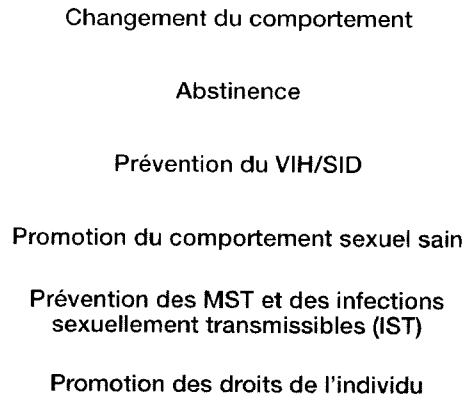 Changement du comportement
Abstinence
Prévention du VIH/SID
Promotion du comportement sexuel sain
Prévention des MST et des infections
sexuellement transmissibles (IST)
Promotion des droits de l'individu